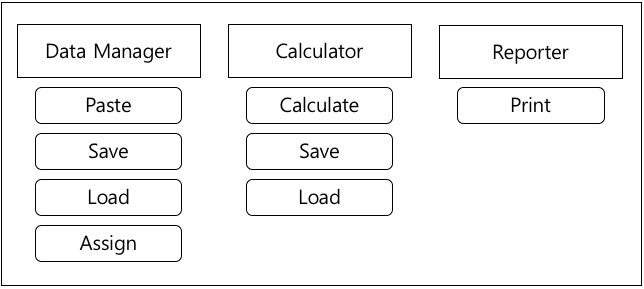 Data Manager
Paste
Save
Load
Assign
Calculator
Calculate
Save
Load
Reporter
Print